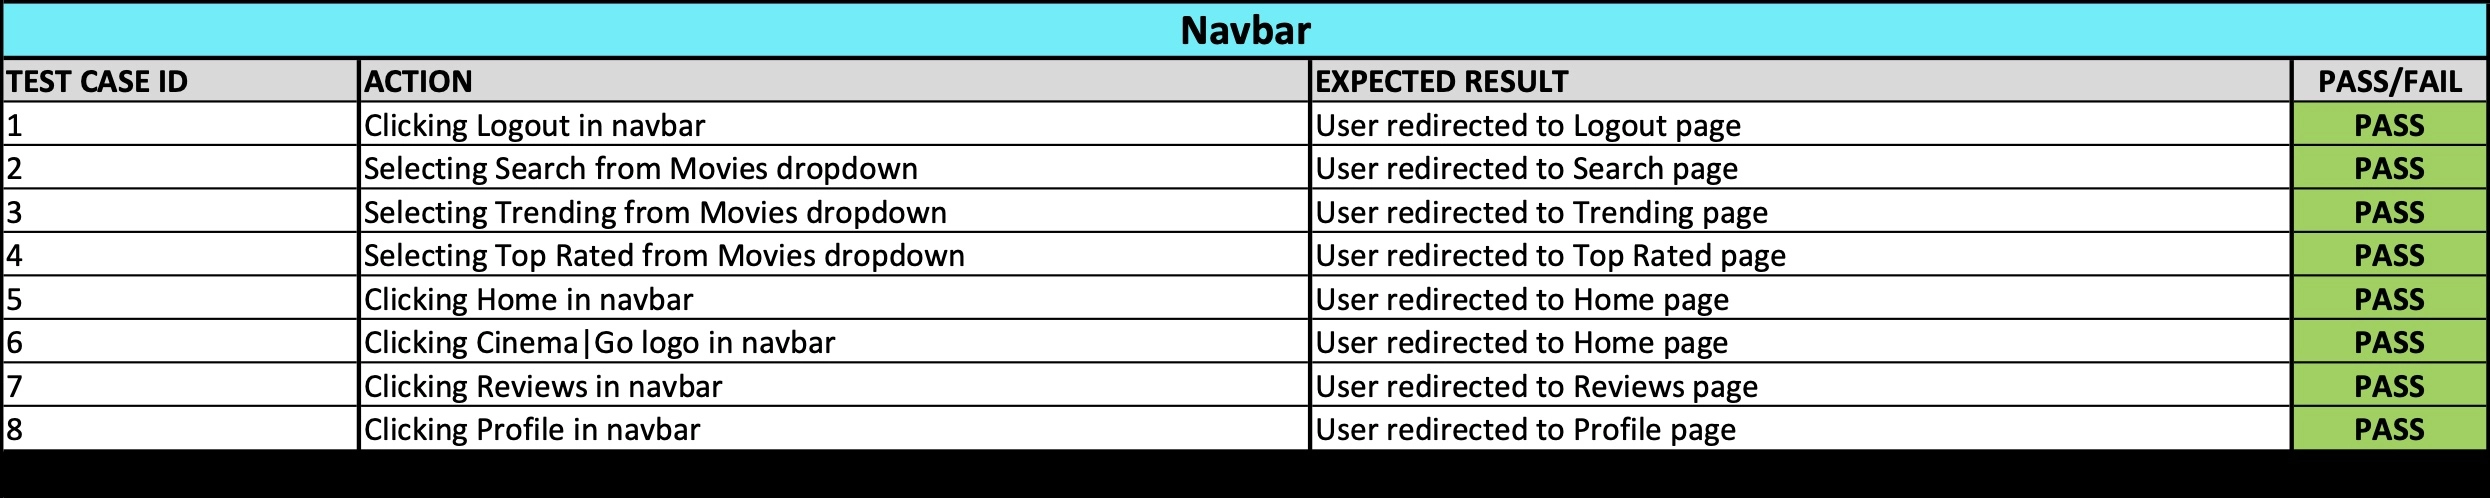 Navbar
TEST CASE ID ACTION EXPECTED RESULT PASS/FAIL
1 Clicking Logout in navbar User redirected to Logout page PASS
2 Selecting Search from Movies dropdown User redirected to Search page PASS
3 Selecting Trending from Movies dropdown User redirected to Trending page PASS
4 Selecting Top Rated from Movies dropdown User redirected to Top Rated page PASS
5 Clicking Home in navbar User redirected to Home page PASS
6 Clicking Cinema|Go logo in navbar User redirected to Home page PASS
7 Clicking Reviews in navbar User redirected to Reviews page PASS
8 Clicking Profile in navbar User redirected to Profile page PASS